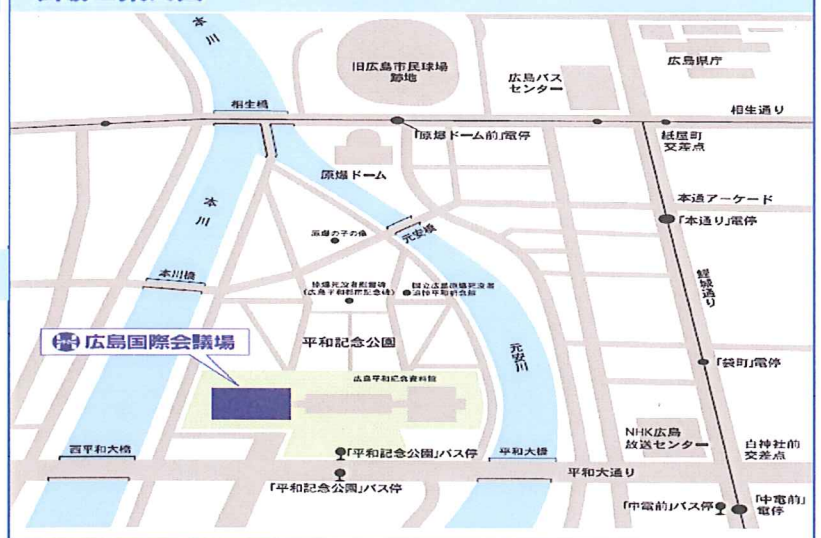 本
川
旧広島市民球場
跡地
広島バス
センター
広島県庁
相生橋
相生通り
「原爆ドーム前」電停
紙屋町
交差点
原爆ドーム
本通アーケード
「本通り」電停
本
川
元安橋
原爆の子の像
本川橋
原爆死没者慰霊碑
(広島平和都市記念碑)
国立広島原爆死没者
追悼平和祈念館
鯉城通り
広島国際会議場
平和記念公園
元安川
「袋町」電停
広島平和記念資料館
NHK広島
放送センター
白神社前
交差点
西平和大橋
「平和記念公園」バス停
平和大橋
平和大通り
「平和記念公園」バス停
「中電前」バス停
「中電前」
電停